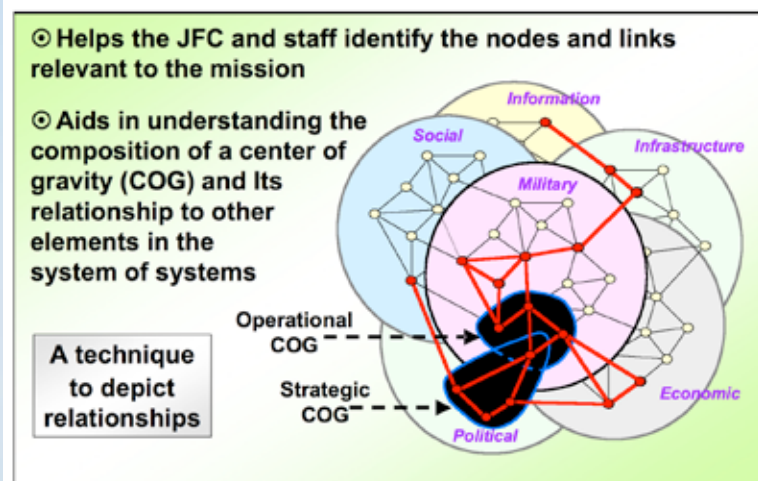 ⊙ Helps the JFC and staff identify the nodes and links
relevant to the mission
⊙ Aids in understanding the
composition of a center of
gravity (COG) and Its
relationship to other
elements in the
system of systems
Information
Social
Infrastructure
Military
Operational
COG
Strategic
COG
Economic
Political
A technique
to depict
relationships